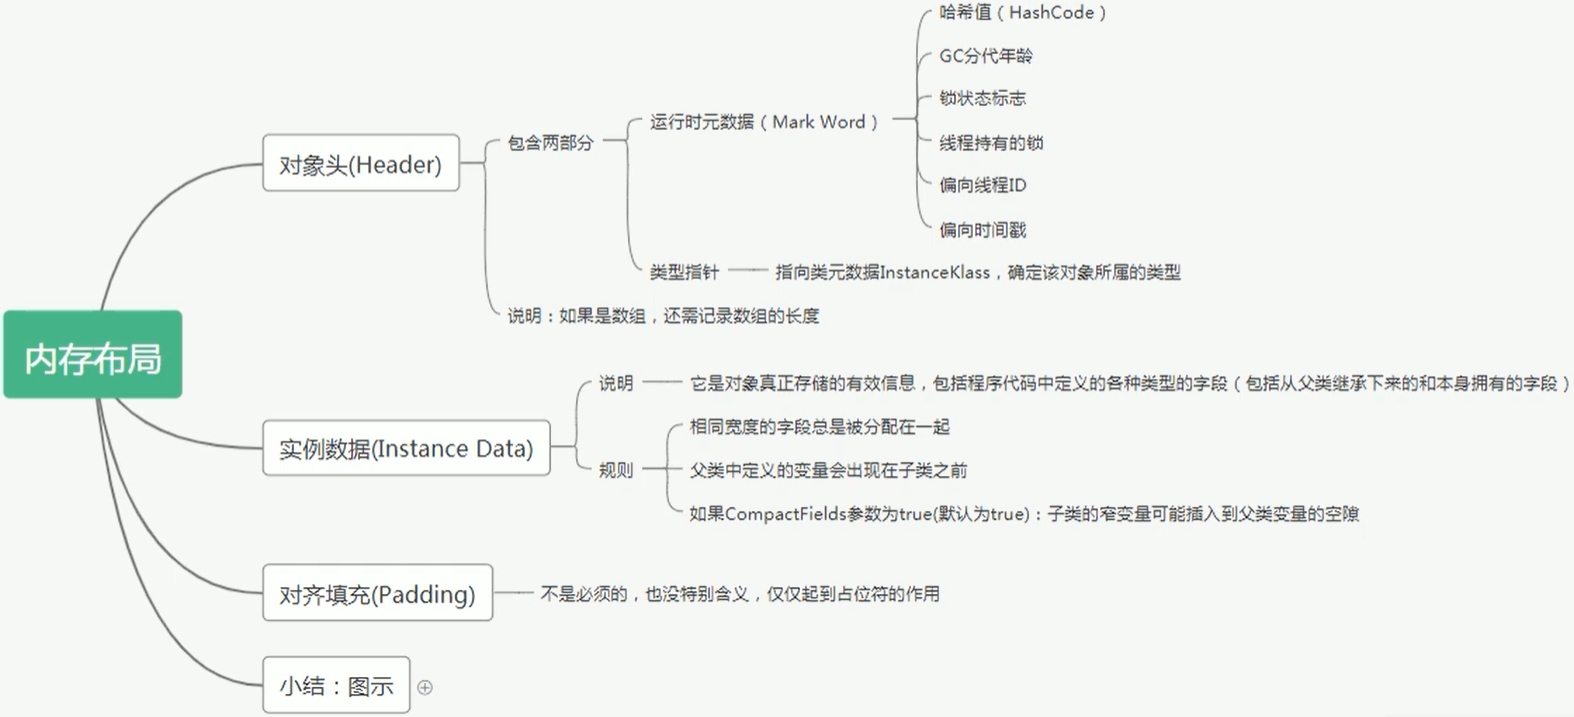 内存布局
对象头(Header)
包含两部分
运行时元数据（Mark Word）
哈希值（HashCode）
GC分代年龄
锁状态标志
线程持有的锁
偏向线程ID
偏向时间戳
类型指针
指向类元数据InstanceKlass，确定该对象所属的类型
说明：如果是数组，还需记录数组的长度
实例数据(Instance Data)
说明
它是对象真正存储的有效信息，包括程序代码中定义的各种类型的字段（包括从父类继承下来的和本身拥有的字段）
规则
相同宽度的字段总是被分配在一起
父类中定义的变量会出现在子类之前
如果CompactFields参数为true(默认为true)：子类的窄变量可能插入到父类变量的空隙
对齐填充(Padding)
不是必须的，也没特别含义，仅仅起到占位符的作用
小结：图示